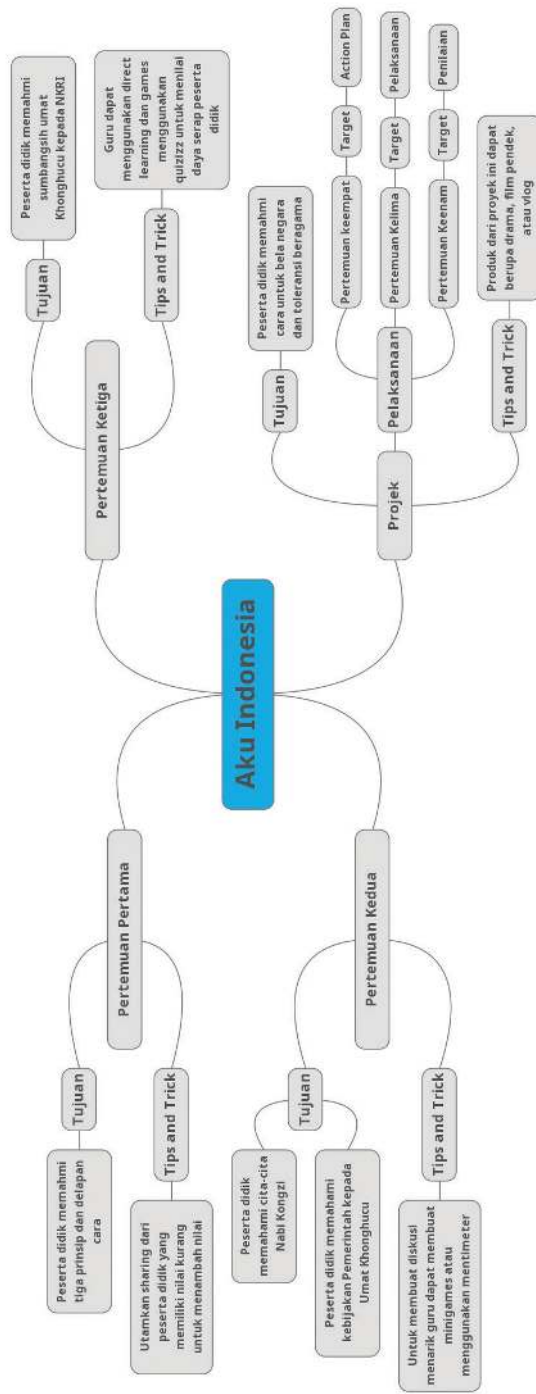 Aku Indonesia
Pertemuan Pertama
Tujuan
Peserta didik memahmi
tiga prinsip dan delapan
cara
Tips and Trick
Utamkan sharing dari
peserta didik yang
memiliki nilai kurang
untuk menambah nilai
Pertemuan Kedua
Tujuan
Peserta didik
memahami cita-cita
Nabi Kongzi
Peserta didik memahami
kebijakan Pemerintah kepada
Umat Khonghucu
Tips and Trick
Untuk membuat diskusi
menarik guru dapat membuat
minigames atau
menggunakan mentimeter
Pertemuan Ketiga
Tujuan
Peserta didik memahmi
sumbangsih umat
Khonghucu kepada NKRI
Tips and Trick
Guru dapat
menggunakan direct
learning dan games
menggunakan
quizizz untuk menilai
daya serap peserta
didik
Projek
Tujuan
Peserta didik memahmi
cara untuk bela negara
dan toleransi beragama
Pelaksanaan
Pertemuan keempat
Target
Action Plan
Pertemuan Kelima
Target
Pelaksanaan
Pertemuan Keenam
Target
Penilaian
Tips and Trick
Produk dari proyek ini dapat
berupa drama, film pendek,
atau vlog